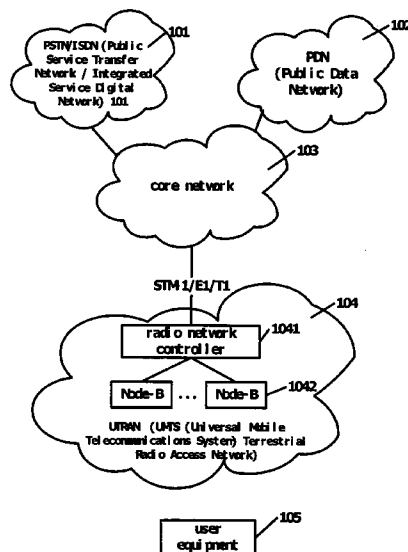 101
PSTN/ISDN (Public
Service Transfer
Network / Integrated
Service Digital
Network) 101
102
PDN
(Public Data
Network)
103
core network
STM1/E1/T1
104
radio network
controller
1041
Node-B ... Node-B
1042
UTRAN (UMTS (Universal Mobile
Telecommunications System) Terrestrial
Radio Access Network)
105
user
equipment